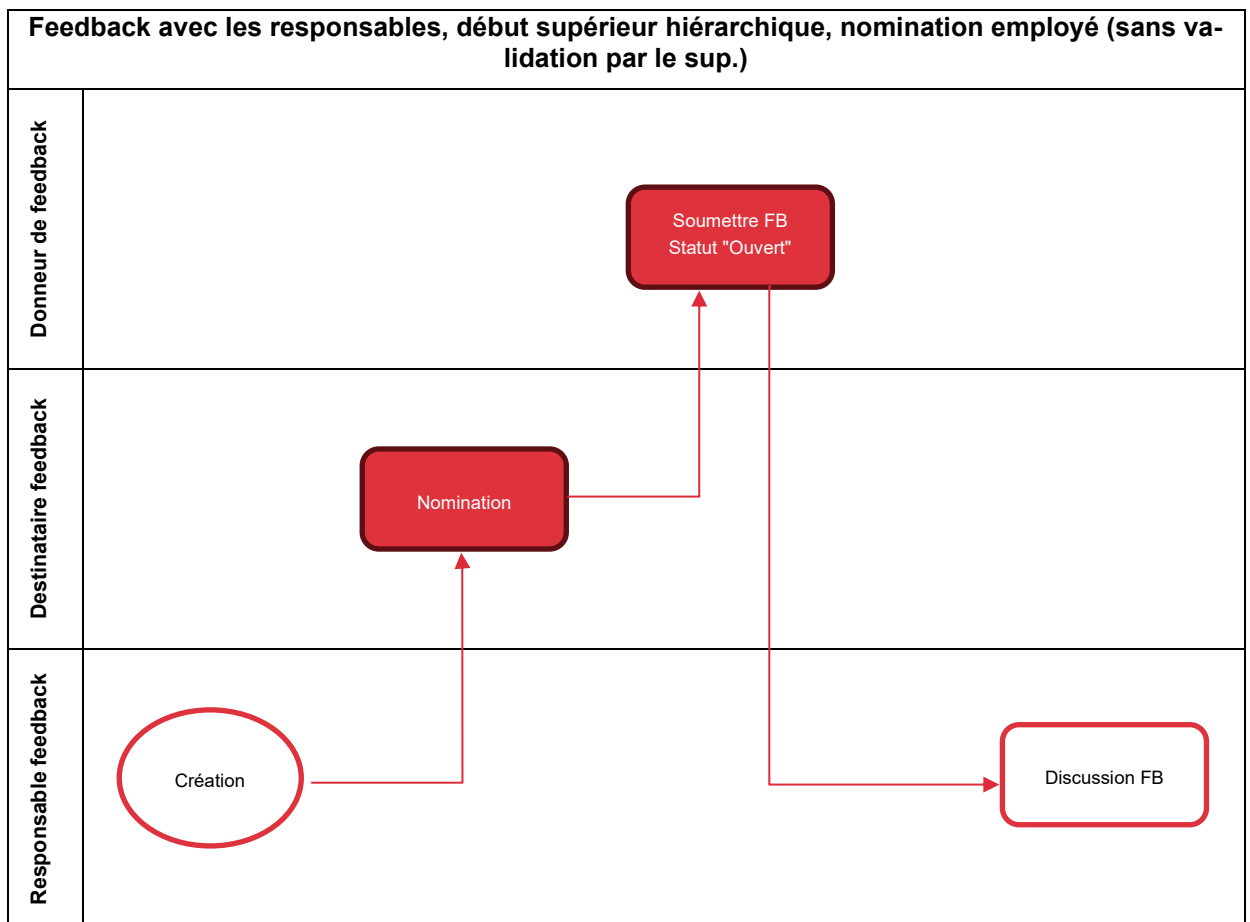 Feedback avec les responsables, début supérieur hiérarchique, nomination employé (sans va-
lidation par le sup.)
Donneur de feedback
Soumettre FB
Statut "Ouvert"
Destinataire feedback
Nomination
Responsable feedback
Création
Discussion FB